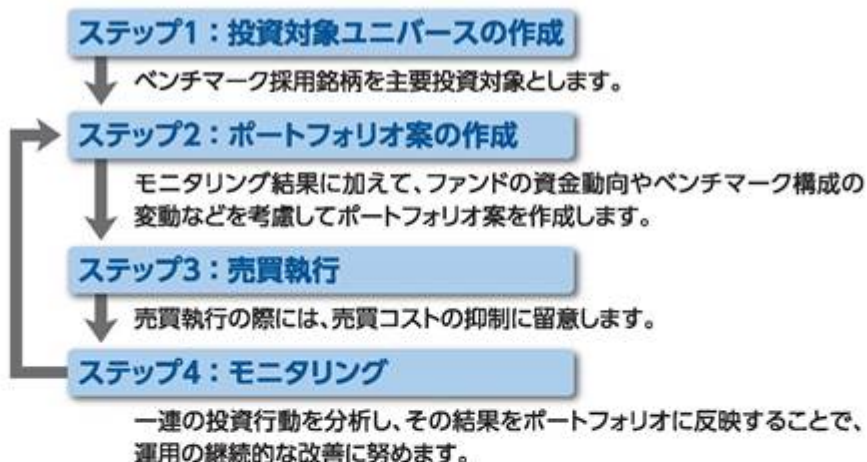 ステップ1：投資対象ユニバースの作成
ベンチマーク採用銘柄を主要投資対象とします。
ステップ2：ポートフォリオ案の作成
モニタリング結果に加えて、ファンドの資金動向やベンチマーク構成の
変動などを考慮してポートフォリオ案を作成します。
ステップ3：売買執行
売買執行の際には、売買コストの抑制に留意します。
ステップ4：モニタリング
一連の投資行動を分析し、その結果をポートフォリオに反映することで、
運用の継続的な改善に努めます。